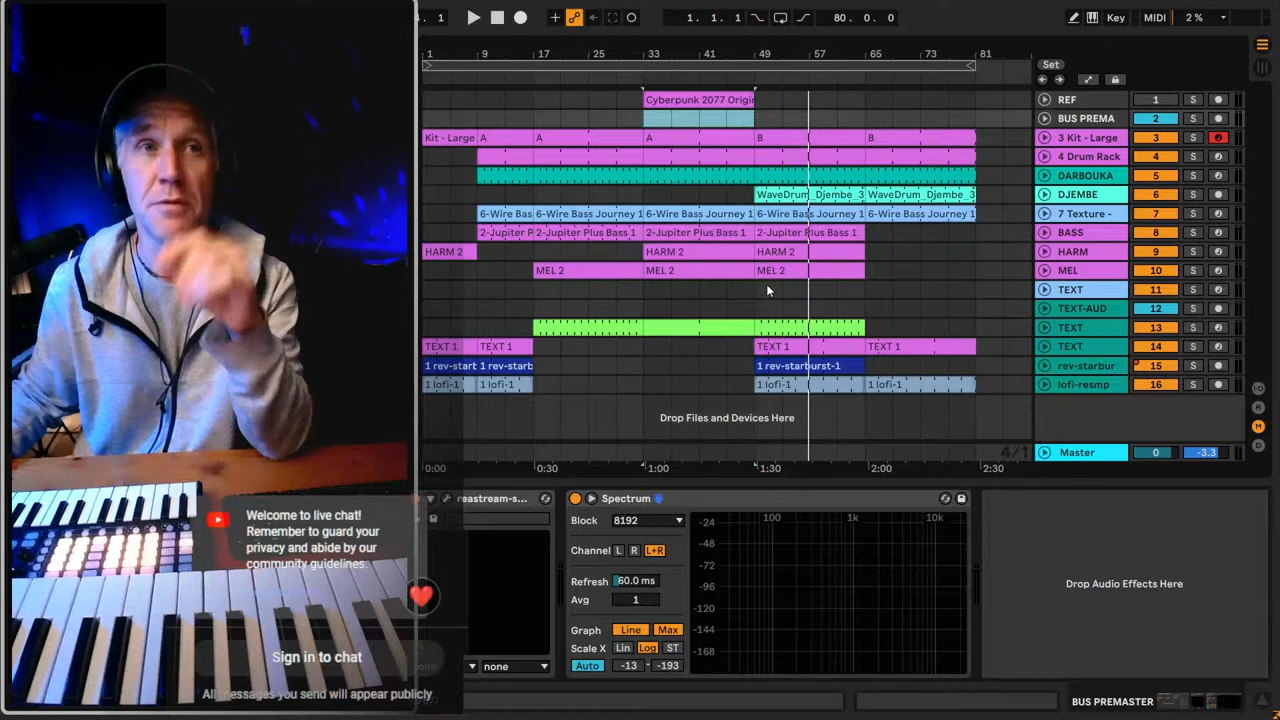 . 1
1. 1. 1
80. 0. 0
Key
MIDI
2 %
1 9 17 25 33 41 49 57 65 73 81
Set
Cyberpunk 2077 Origin
REF 1 S
BUS PREMA 2
Kit - Large A A A B B
3 Kit - Large 3 S
4 Drum Rack 4 S
DARBOUKA 5 S
WaveDrum_Djembe_3 WaveDrum_Djembe_3
DJEMBE 6 S
6-Wire Bas 6-Wire Bass Journey 1 6-Wire Bass Journey 1 6-Wire Bass Journey 1 6-Wire Bass Journey 1
7 Texture - 7 S
2-Jupiter P 2-Jupiter Plus Bass 1 2-Jupiter Plus Bass 1 2-Jupiter Plus Bass 1
BASS 8 S
HARM 2 HARM 2 HARM 2
HARM 9 S
MEL 2 MEL 2 MEL 2
MEL 10 S
TEXT 11 S
TEXT-AUD 12 S
TEXT 13 S
TEXT 1 TEXT 1 TEXT 1 TEXT 1
TEXT 14 S
1 rev-starb 1 rev-starb 1 rev-starburst-1
rev-starbur 15 S
1 lofi-1 1 lofi-1 1 lofi-1 1 lofi-1
lofi-resmp 16 S
Drop Files and Devices Here
4/1
Master 0 -3.3
0:00 0:30 1:00 1:30 2:00 2:30
reastream-s...
none
Spectrum
Block 8192
Channel L R L+R
Refresh 60.0 ms
Avg 1
Graph Line Max
Scale X Lin Log ST
Auto -13 - -193
100 1k 10k
-24
-48
-72
-96
-120
-144
-168
Drop Audio Effects Here
BUS PREMASTER
Welcome to live chat!
Remember to guard your
privacy and abide by our
community guidelines.
Sign in to chat
All messages you send will appear publicly